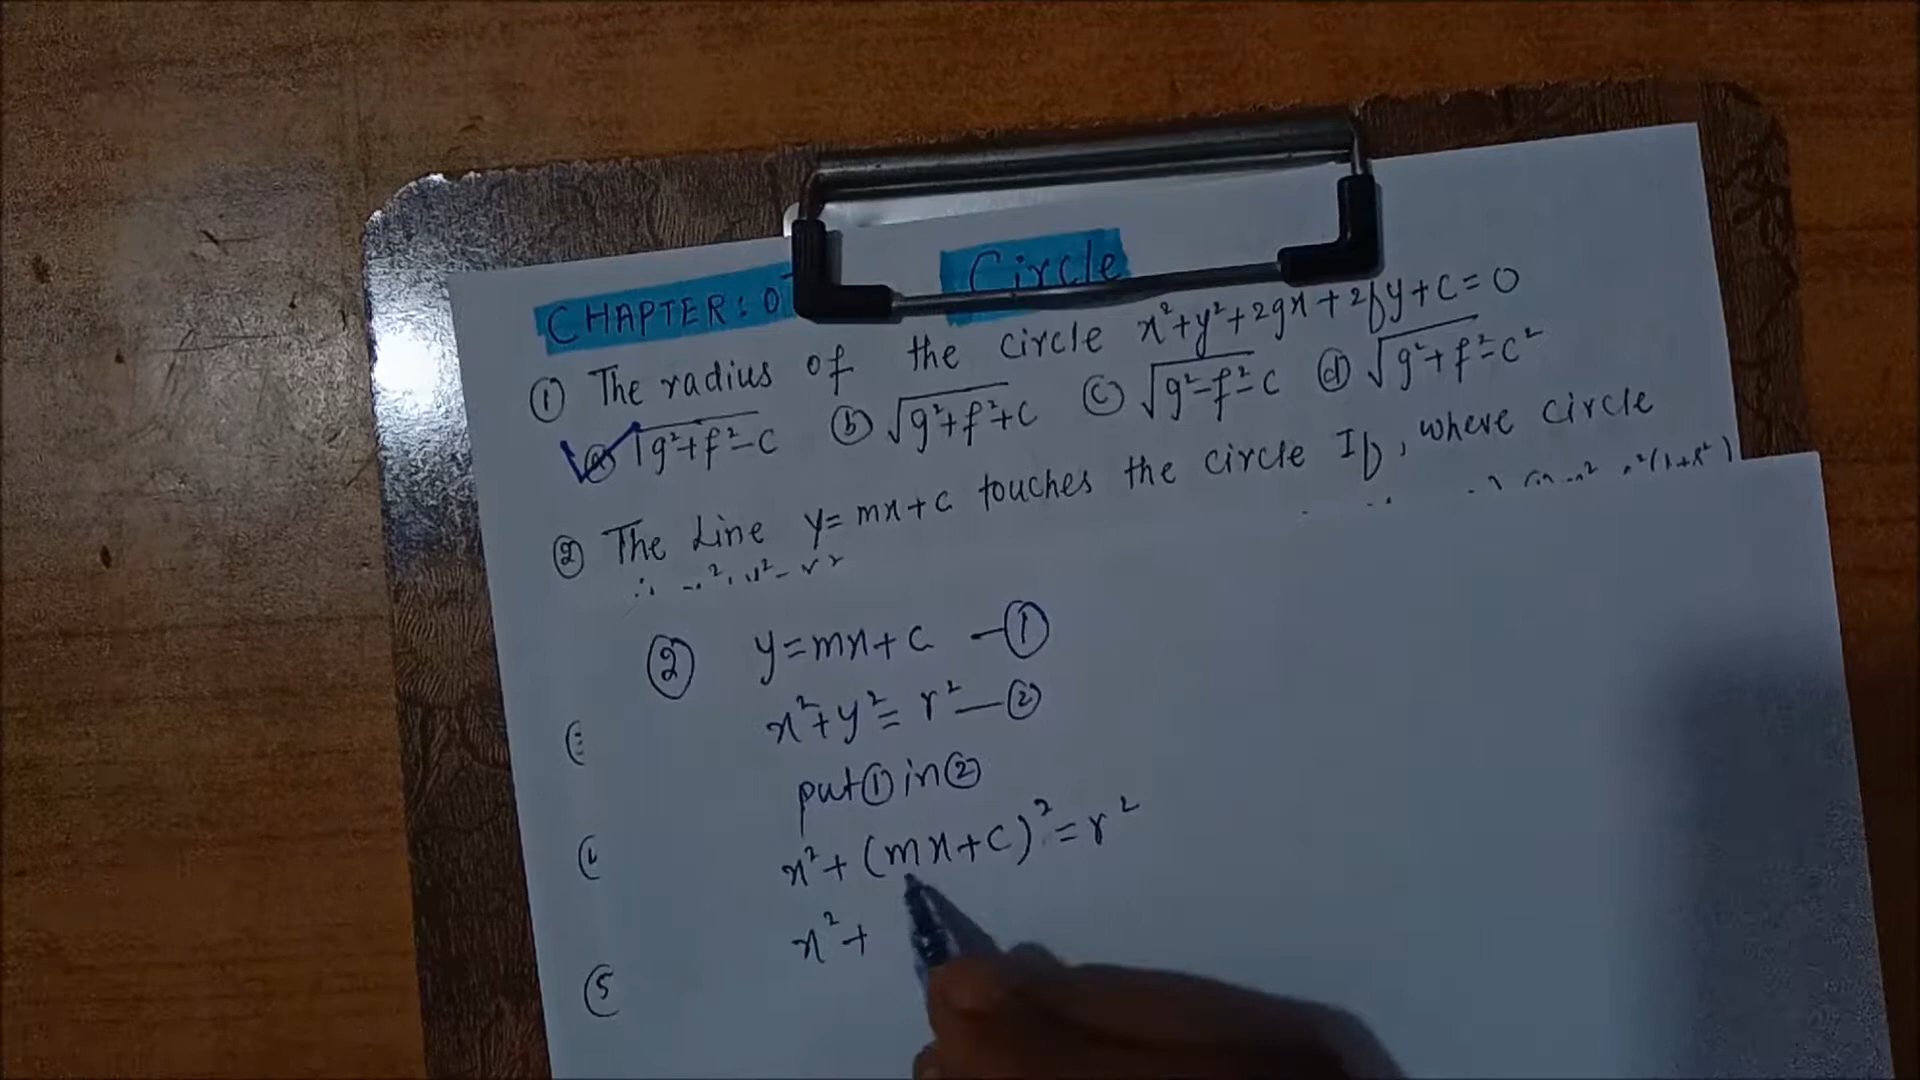 CHAPTER: 0
Circle
① The radius of the circle x²+y²+2gx+2fy+c=0
ⓐ √g²+f²-c ⓑ √g²+f²+c ⓒ √g²-f²-c ⓓ √g²+f²-c²
② The Line y=mx+c touches the circle If, where circle
② y=mx+c —①
x²+y²=r² —②
put ① in ②
x²+(mx+c)²=r²
x²+
(5